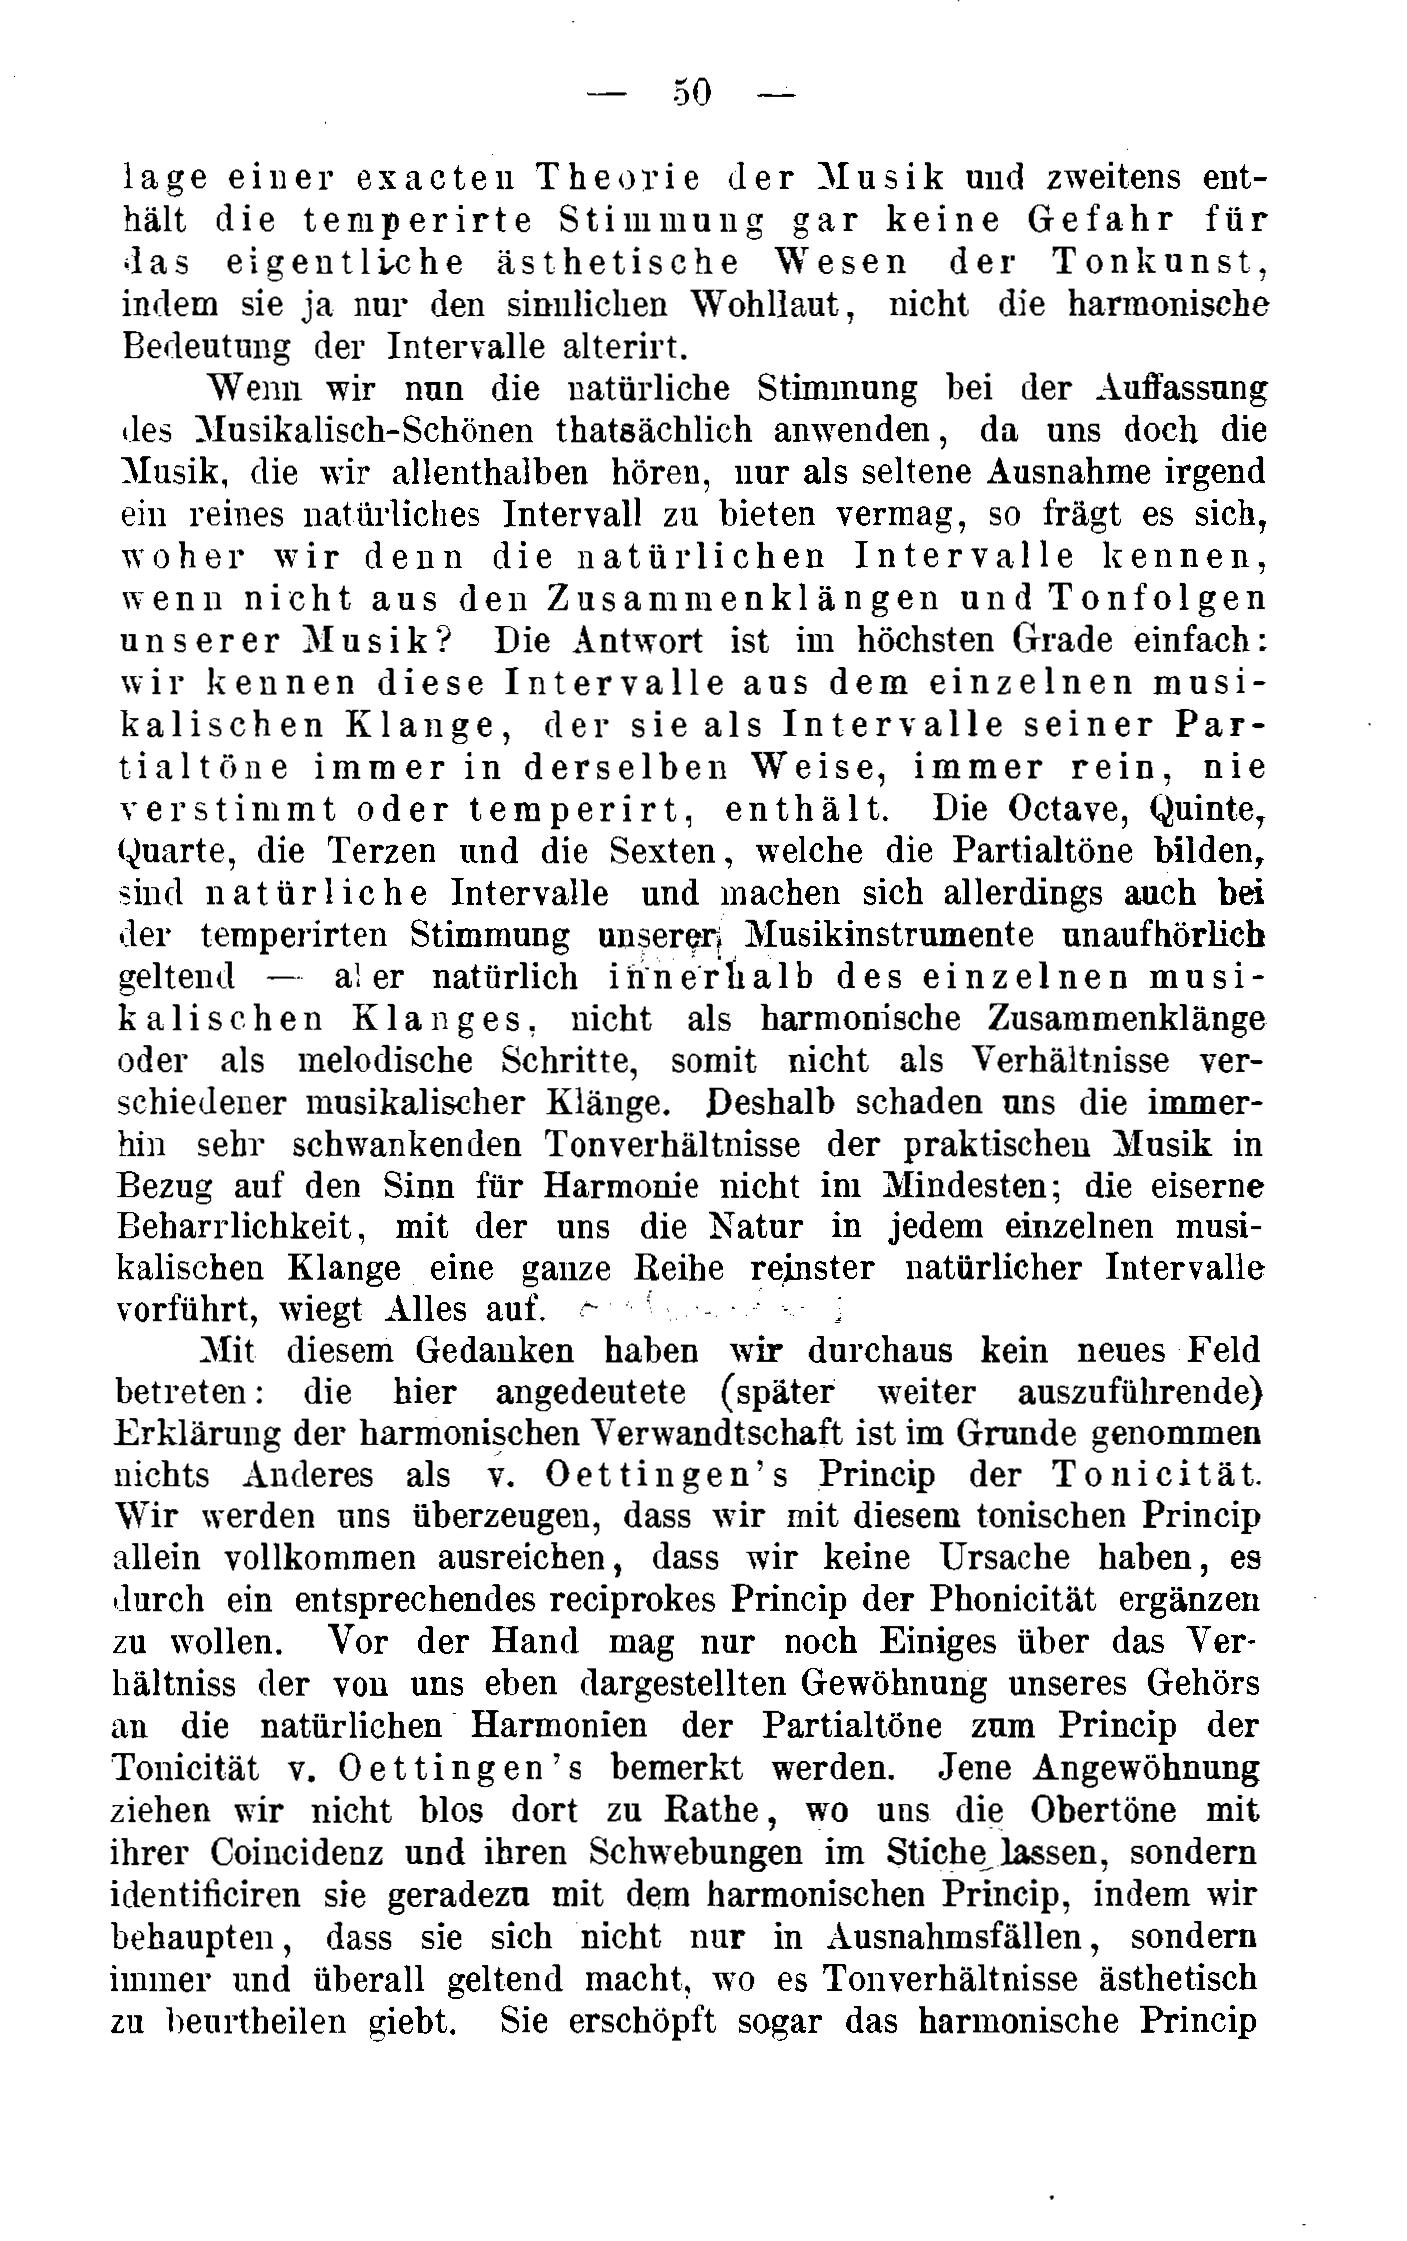 — 50 —
lage einer exacten Theorie der Musik und zweitens ent-
hält die temperirte Stimmung gar keine Gefahr für
das eigentliche ästhetische Wesen der Tonkunst,
indem sie ja nur den sinnlichen Wohllaut, nicht die harmonische
Bedeutung der Intervalle alterirt.
Wenn wir nun die natürliche Stimmung bei der Auffassung
des Musikalisch-Schönen thatsächlich anwenden, da uns doch die
Musik, die wir allenthalben hören, nur als seltene Ausnahme irgend
ein reines natürliches Intervall zu bieten vermag, so frägt es sich,
woher wir denn die natürlichen Intervalle kennen,
wenn nicht aus den Zusammenklängen und Tonfolgen
unserer Musik? Die Antwort ist im höchsten Grade einfach:
wir kennen diese Intervalle aus dem einzelnen musi-
kalischen Klange, der sie als Intervalle seiner Par-
tialtöne immer in derselben Weise, immer rein, nie
verstimmt oder temperirt, enthält. Die Octave, Quinte,
Quarte, die Terzen und die Sexten, welche die Partialtöne bilden,
sind natürliche Intervalle und machen sich allerdings auch bei
der temperirten Stimmung unserer Musikinstrumente unaufhörlich
geltend — aber natürlich innerhalb des einzelnen musi-
kalischen Klanges, nicht als harmonische Zusammenklänge
oder als melodische Schritte, somit nicht als Verhältnisse ver-
schiedener musikalischer Klänge. Deshalb schaden uns die immer-
hin sehr schwankenden Tonverhältnisse der praktischen Musik in
Bezug auf den Sinn für Harmonie nicht im Mindesten; die eiserne
Beharrlichkeit, mit der uns die Natur in jedem einzelnen musi-
kalischen Klange eine ganze Reihe reinster natürlicher Intervalle
vorführt, wiegt Alles auf.
Mit diesem Gedanken haben wir durchaus kein neues Feld
betreten: die hier angedeutete (später weiter auszuführende)
Erklärung der harmonischen Verwandtschaft ist im Grunde genommen
nichts Anderes als v. Oettingen's Princip der Tonicität.
Wir werden uns überzeugen, dass wir mit diesem tonischen Princip
allein vollkommen ausreichen, dass wir keine Ursache haben, es
durch ein entsprechendes reciprokes Princip der Phonicität ergänzen
zu wollen. Vor der Hand mag nur noch Einiges über das Ver-
hältniss der von uns eben dargestellten Gewöhnung unseres Gehörs
an die natürlichen Harmonien der Partialtöne zum Princip der
Tonicität v. Oettingen's bemerkt werden. Jene Angewöhnung
ziehen wir nicht blos dort zu Rathe, wo uns die Obertöne mit
ihrer Coincidenz und ihren Schwebungen im Stiche lassen, sondern
identificiren sie geradezu mit dem harmonischen Princip, indem wir
behaupten, dass sie sich nicht nur in Ausnahmsfällen, sondern
immer und überall geltend macht, wo es Tonverhältnisse ästhetisch
zu beurtheilen giebt. Sie erschöpft sogar das harmonische Princip